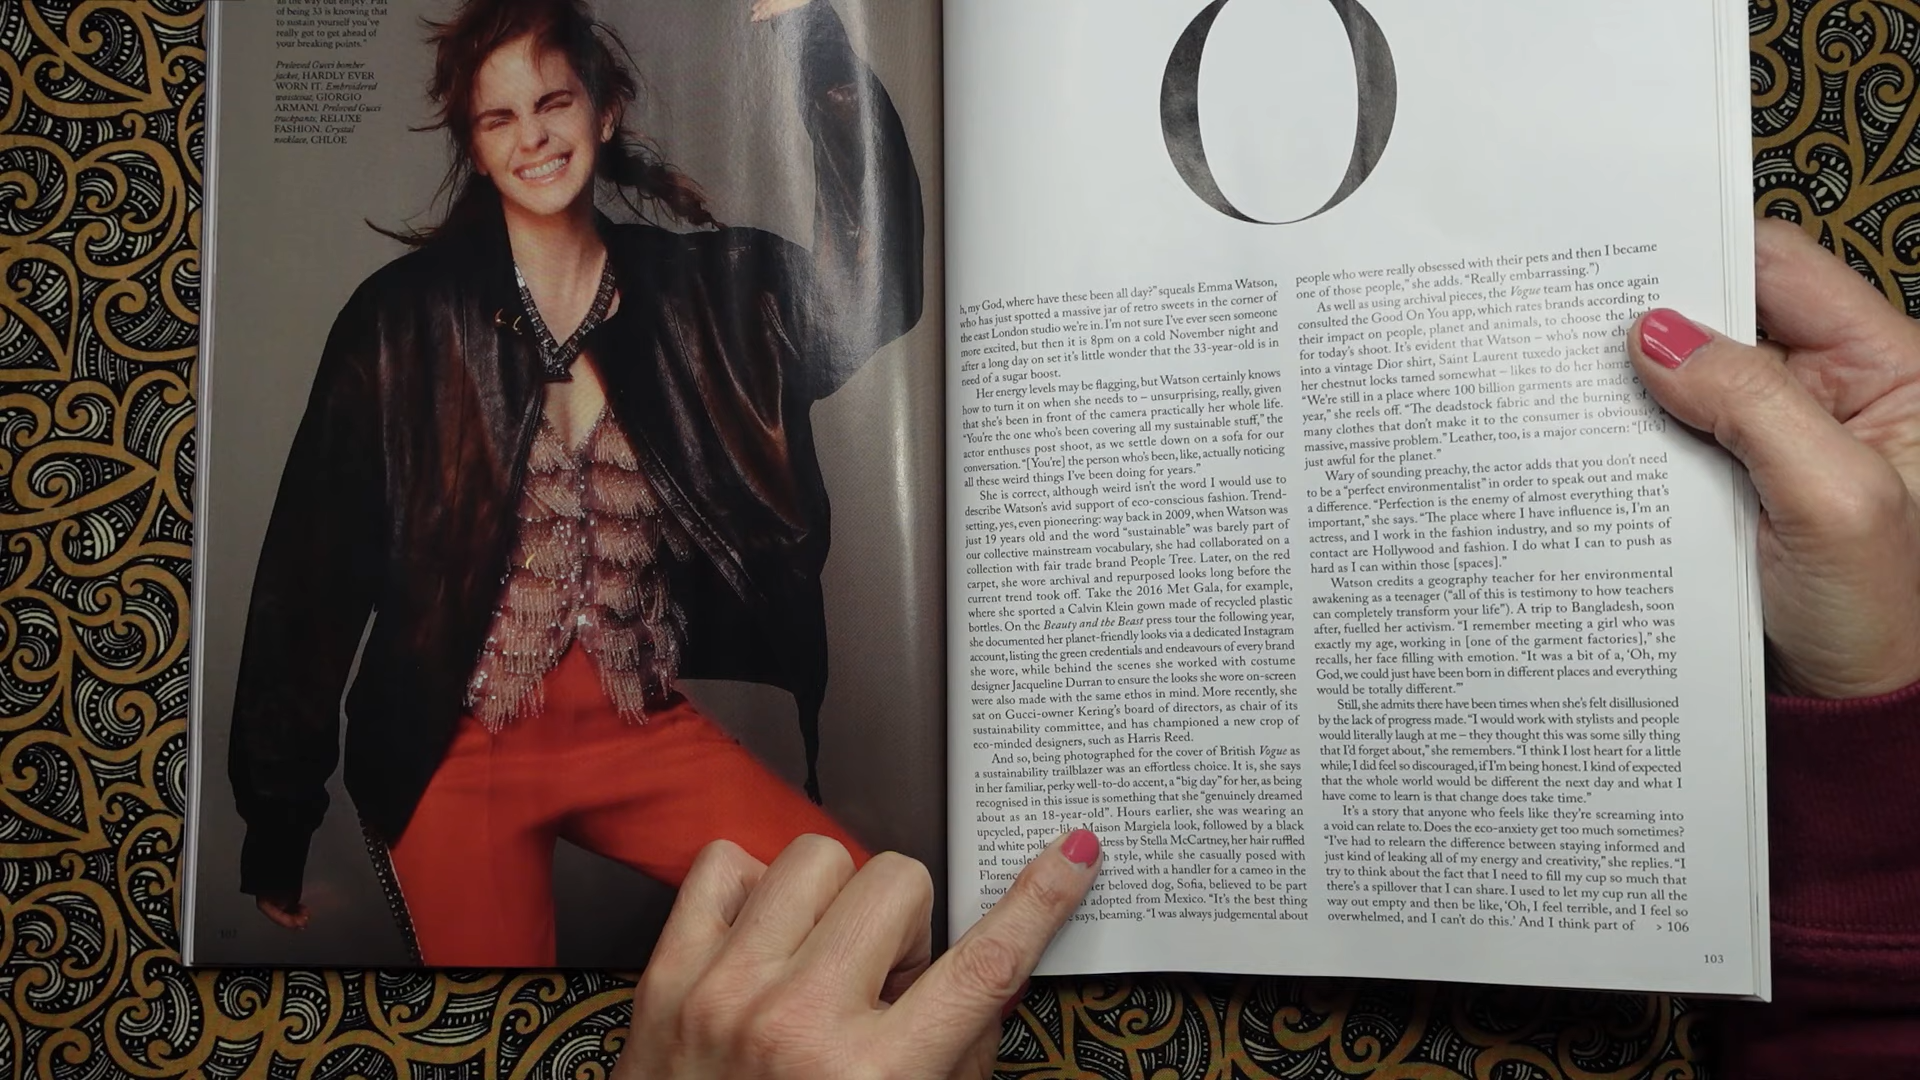 of being 33 is knowing that
to sustain yourself you've
really got to get ahead of
your breaking points."
Preloved Gucci bomber
jacket, HARDLY EVER
WORN IT. Embroidered
waistcoat, GIORGIO
ARMANI. Preloved Gucci
trackpants, RELUXE
FASHION. Crystal
necklace, CHLOÉ
102
O
h, my God, where have these been all day?" squeals Emma Watson,
who has just spotted a massive jar of retro sweets in the corner of
the east London studio we're in. I'm not sure I've ever seen someone
more excited, but then it is 8pm on a cold November night and
after a long day on set it's little wonder that the 33-year-old is in
need of a sugar boost.
Her energy levels may be flagging, but Watson certainly knows
how to turn it on when she needs to – unsurprising, really, given
that she's been in front of the camera practically her whole life.
"You're the one who's been covering all my sustainable stuff," the
actor enthuses post shoot, as we settle down on a sofa for our
conversation. "[You're] the person who's been, like, actually noticing
all these weird things I've been doing for years."
She is correct, although weird isn't the word I would use to
describe Watson's avid support of eco-conscious fashion. Trend-
setting, yes, even pioneering: way back in 2009, when Watson was
just 19 years old and the word "sustainable" was barely part of
our collective mainstream vocabulary, she had collaborated on a
collection with fair trade brand People Tree. Later, on the red
carpet, she wore archival and repurposed looks long before the
current trend took off. Take the 2016 Met Gala, for example,
where she sported a Calvin Klein gown made of recycled plastic
bottles. On the Beauty and the Beast press tour the following year,
she documented her planet-friendly looks via a dedicated Instagram
account, listing the green credentials and endeavours of every brand
she wore, while behind the scenes she worked with costume
designer Jacqueline Durran to ensure the looks she wore on-screen
were also made with the same ethos in mind. More recently, she
sat on Gucci-owner Kering's board of directors, as chair of its
sustainability committee, and has championed a new crop of
eco-minded designers, such as Harris Reed.
And so, being photographed for the cover of British Vogue as
a sustainability trailblazer was an effortless choice. It is, she says
in her familiar, perky well-to-do accent, a "big day" for her, as being
recognised in this issue is something that she "genuinely dreamed
about as an 18-year-old". Hours earlier, she was wearing an
upcycled, paper-like Maison Margiela look, followed by a black
and white dress by Stella McCartney, her hair ruffled
and style, while she casually posed with
arrived with a handler for a cameo in the
shoot beloved dog, Sofia, believed to be part
adopted from Mexico. "It's the best thing
says, beaming. "I was always judgemental about
people who were really obsessed with their pets and then I became
one of those people," she adds. "Really embarrassing.")
As well as using archival pieces, the Vogue team has once again
consulted the Good On You app, which rates brands according to
their impact on people, planet and animals, to choose the
for today's shoot. It's evident that Watson – who's now
into a vintage Dior shirt, Saint Laurent tuxedo jacket and
her chestnut locks tamed somewhat – likes to do her
"We're still in a place where 100 billion garments are made
year," she reels off. "The deadstock fabric and the burning of
many clothes that don't make it to the consumer is obviously a
massive, massive problem." Leather, too, is a major concern: "[It's]
just awful for the planet."
Wary of sounding preachy, the actor adds that you don't need
to be a "perfect environmentalist" in order to speak out and make
a difference. "Perfection is the enemy of almost everything that's
important," she says. "The place where I have influence is, I'm an
actress, and I work in the fashion industry, and so my points of
contact are Hollywood and fashion. I do what I can to push as
hard as I can within those [spaces]."
Watson credits a geography teacher for her environmental
awakening as a teenager ("all of this is testimony to how teachers
can completely transform your life"). A trip to Bangladesh, soon
after, fuelled her activism. "I remember meeting a girl who was
exactly my age, working in [one of the garment factories]," she
recalls, her face filling with emotion. "It was a bit of a, 'Oh, my
God, we could just have been born in different places and everything
would be totally different.'"
Still, she admits there have been times when she's felt disillusioned
by the lack of progress made. "I would work with stylists and people
would literally laugh at me – they thought this was some silly thing
that I'd forget about," she remembers. "I think I lost heart for a little
while; I did feel so discouraged, if I'm being honest. I kind of expected
that the whole world would be different the next day and what I
have come to learn is that change does take time."
It's a story that anyone who feels like they're screaming into
a void can relate to. Does the eco-anxiety get too much sometimes?
"I've had to relearn the difference between staying informed and
just kind of leaking all of my energy and creativity," she replies. "I
try to think about the fact that I need to fill my cup so much that
there's a spillover that I can share. I used to let my cup run all the
way out empty and then be like, 'Oh, I feel terrible, and I feel so
overwhelmed, and I can't do this.' And I think part of > 106
103